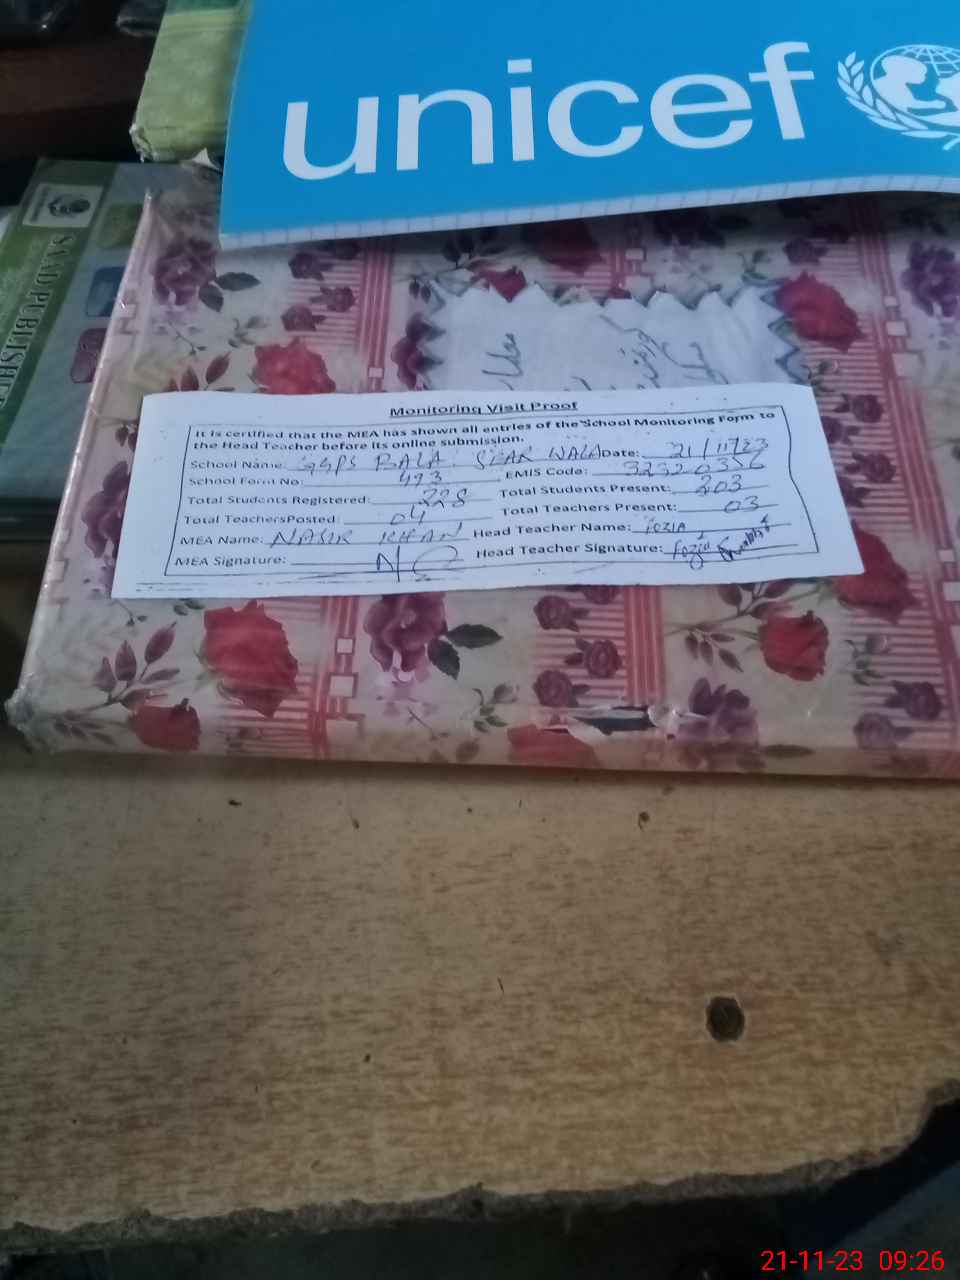 unicef
Monitoring Visit Proof
It is certified that the MEA has shown all entries of the School Monitoring Form to
the Head Teacher before its online submission.
School Name: GGPS BALA SEAR WALA Date: 21/11/23
School Form No: 493 EMIS Code: 32320356
Total Students Registered: 228 Total Students Present: 203
Total TeachersPosted: 04 Total Teachers Present: 03
MEA Name: NASIR KHAN Head Teacher Name: FOZIA
MEA Signature: Head Teacher Signature: Fozia
21-11-23 09:26